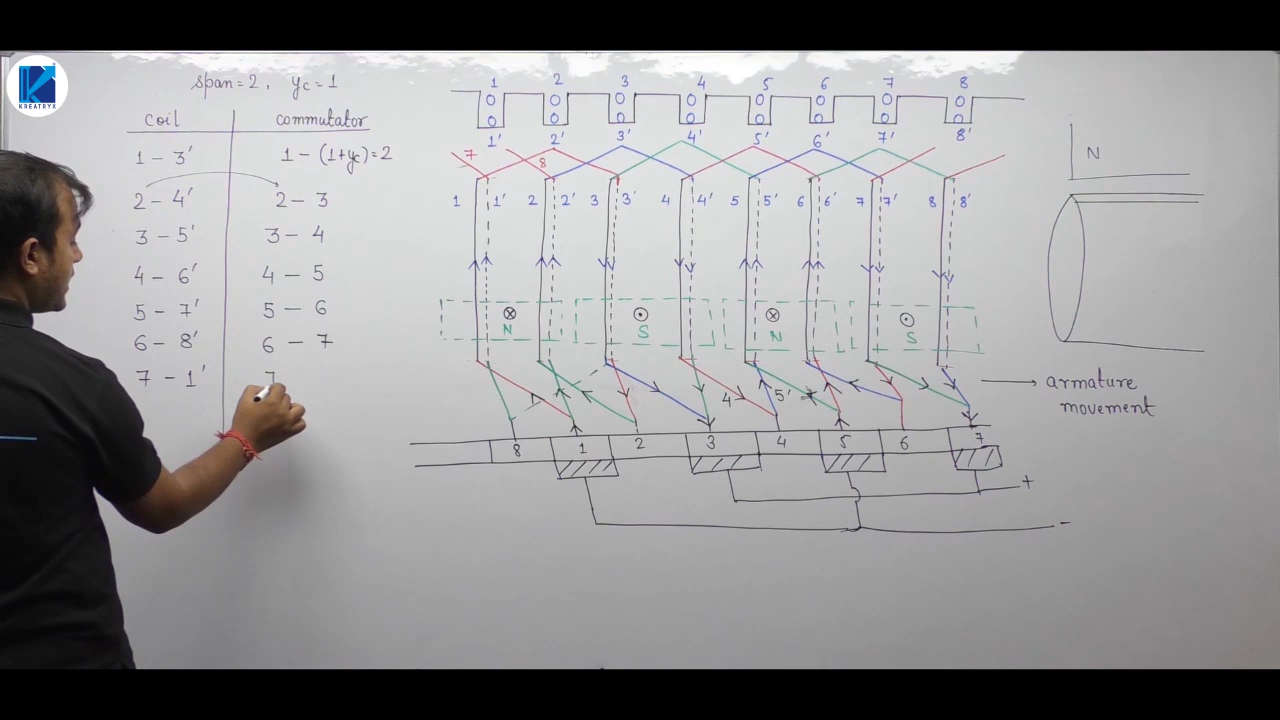 KREATRYX
span = 2, yc = 1
coil commutator
1 - 3' 1 - (1+yc) = 2
2 - 4' 2 - 3
3 - 5' 3 - 4
4 - 6' 4 - 5
5 - 7' 5 - 6
6 - 8' 6 - 7
7 - 1' 7
1 2 3 4 5 6 7 8
1' 2' 3' 4' 5' 6' 7' 8'
7 8
1 1' 2 2' 3 3' 4 4' 5 5' 6 6' 7 7' 8 8'
N S N S
4 5'
8 1 2 3 4 5 6 7
+
-
N
armature
movement